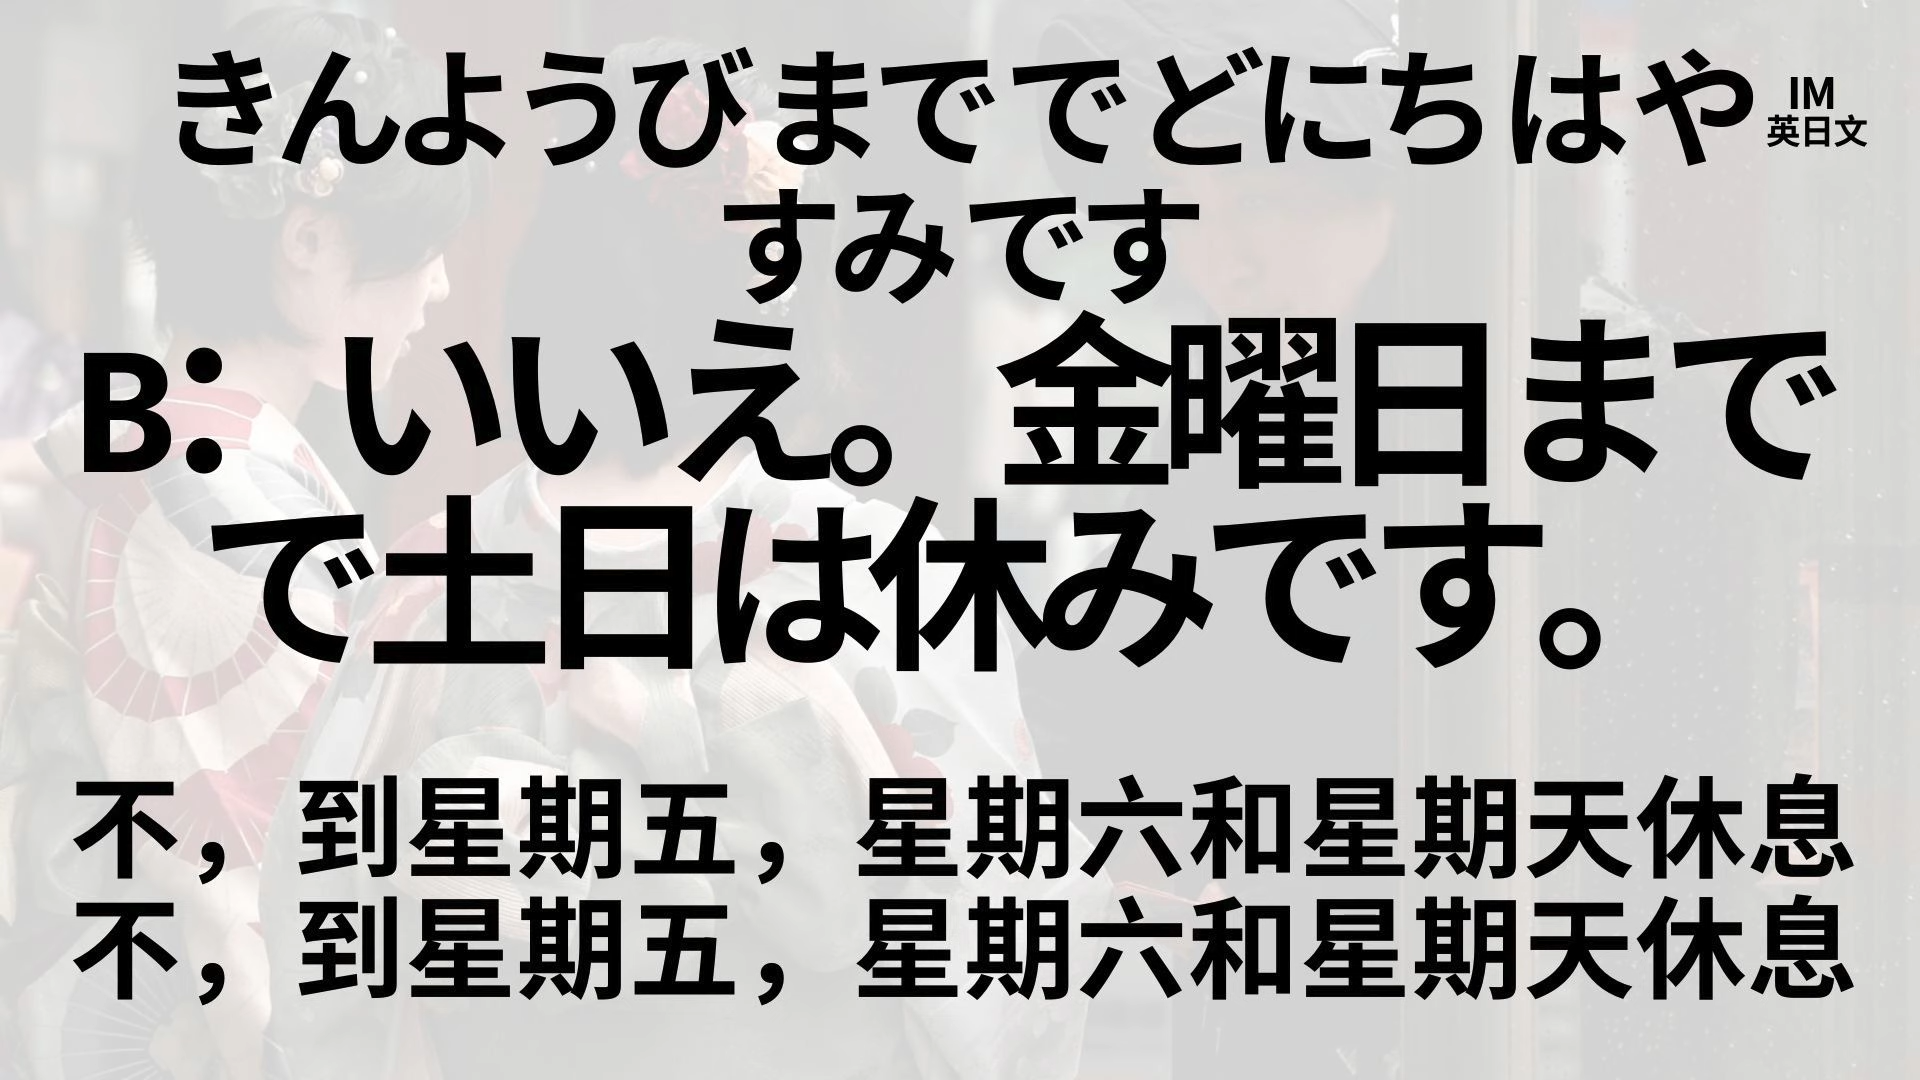 きんようび までで どにち は や
すみ です
IM
英日文
B：いいえ。金曜日まで
で土日は休みです。
不，到星期五，星期六和星期天休息
不，到星期五，星期六和星期天休息